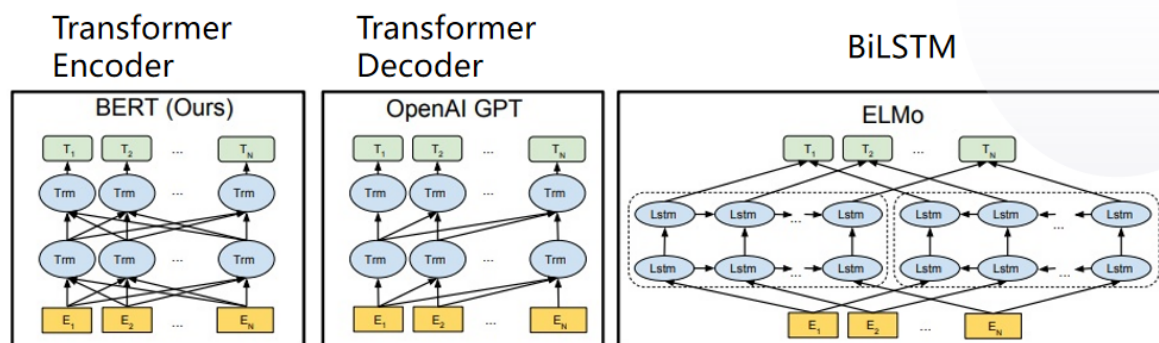 Transformer
Encoder
Transformer
Decoder
BiLSTM
BERT (Ours)
OpenAI GPT
ELMo
T1 T2 ... TN
T1 T2 ... TN
T1 T2 ... TN
Trm Trm ... Trm
Trm Trm ... Trm
Lstm Lstm ... Lstm Lstm Lstm ... Lstm
Trm Trm ... Trm
Trm Trm ... Trm
Lstm Lstm ... Lstm Lstm Lstm ... Lstm
E1 E2 ... EN
E1 E2 ... EN
E1 E2 ... EN